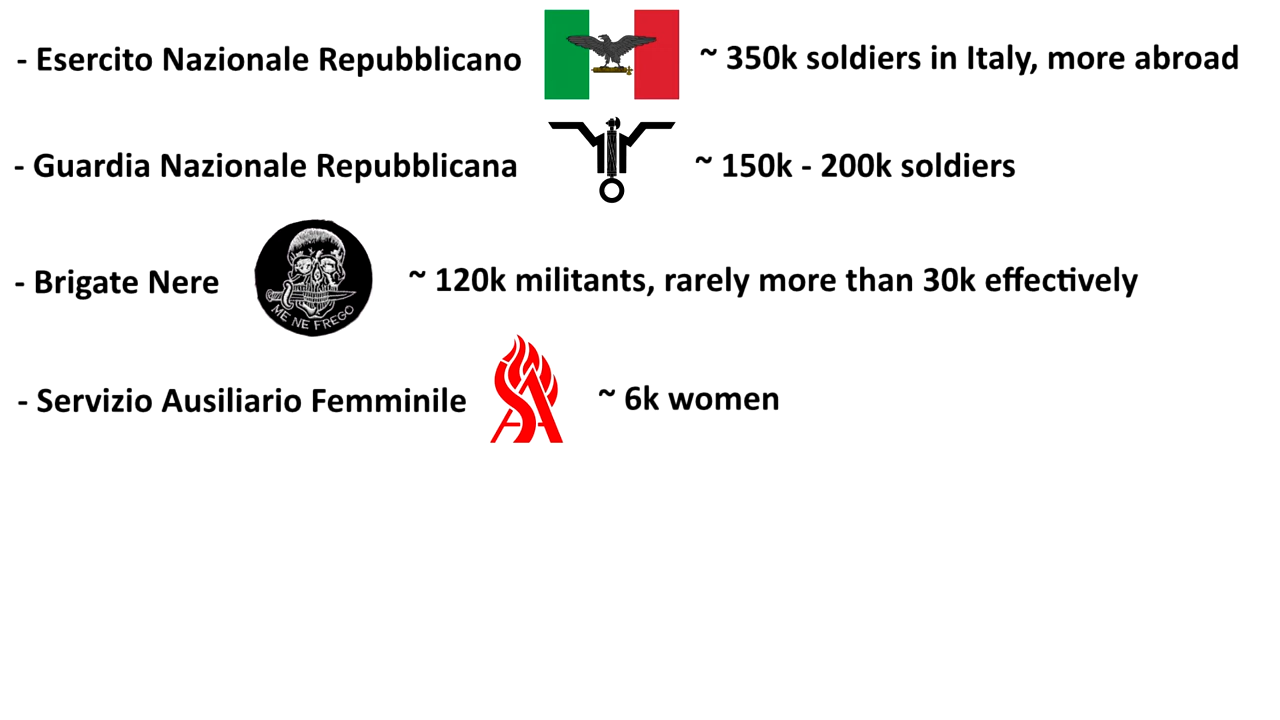 - Esercito Nazionale Repubblicano ~ 350k soldiers in Italy, more abroad
- Guardia Nazionale Repubblicana ~ 150k - 200k soldiers
- Brigate Nere ~ 120k militants, rarely more than 30k effectively
ME NE FREGO
- Servizio Ausiliario Femminile ~ 6k women